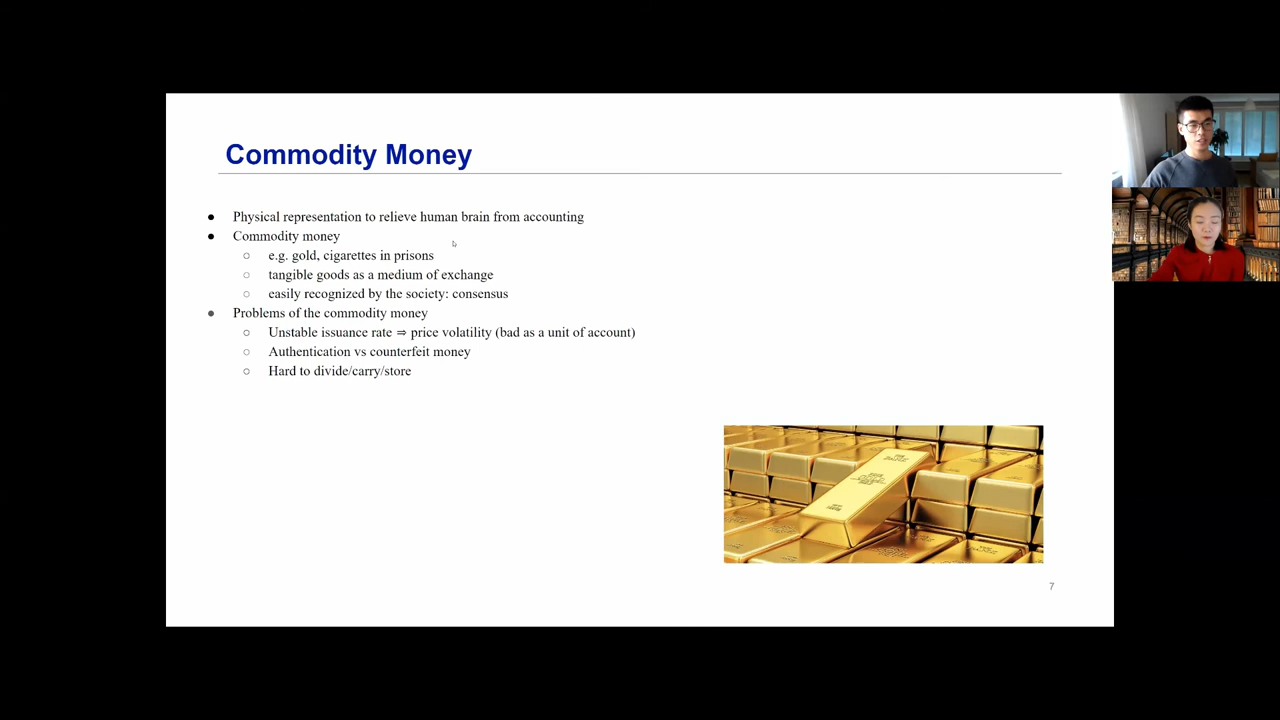 Commodity Money
● Physical representation to relieve human brain from accounting
● Commodity money
○ e.g. gold, cigarettes in prisons
○ tangible goods as a medium of exchange
○ easily recognized by the society: consensus
● Problems of the commodity money
○ Unstable issuance rate ⇒ price volatility (bad as a unit of account)
○ Authentication vs counterfeit money
○ Hard to divide/carry/store
7